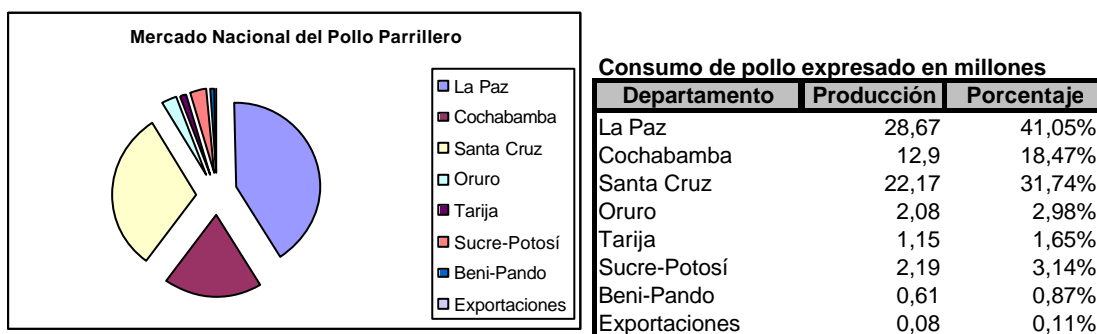 Mercado Nacional del Pollo Parrillero
La Paz
Cochabamba
Santa Cruz
Oruro
Tarija
Sucre-Potosí
Beni-Pando
Exportaciones
Consumo de pollo expresado en millones
Departamento Producción Porcentaje
La Paz 28,67 41,05%
Cochabamba 12,9 18,47%
Santa Cruz 22,17 31,74%
Oruro 2,08 2,98%
Tarija 1,15 1,65%
Sucre-Potosí 2,19 3,14%
Beni-Pando 0,61 0,87%
Exportaciones 0,08 0,11%